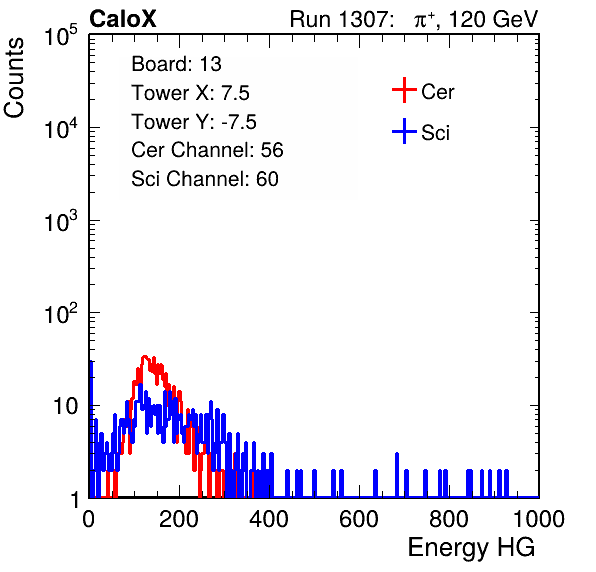 CaloX Run 1307: π⁺, 120 GeV
Counts
10⁵
10⁴
10³
10²
10
1
Board: 13
Tower X: 7.5
Tower Y: -7.5
Cer Channel: 56
Sci Channel: 60
Cer
Sci
0 200 400 600 800 1000
Energy HG